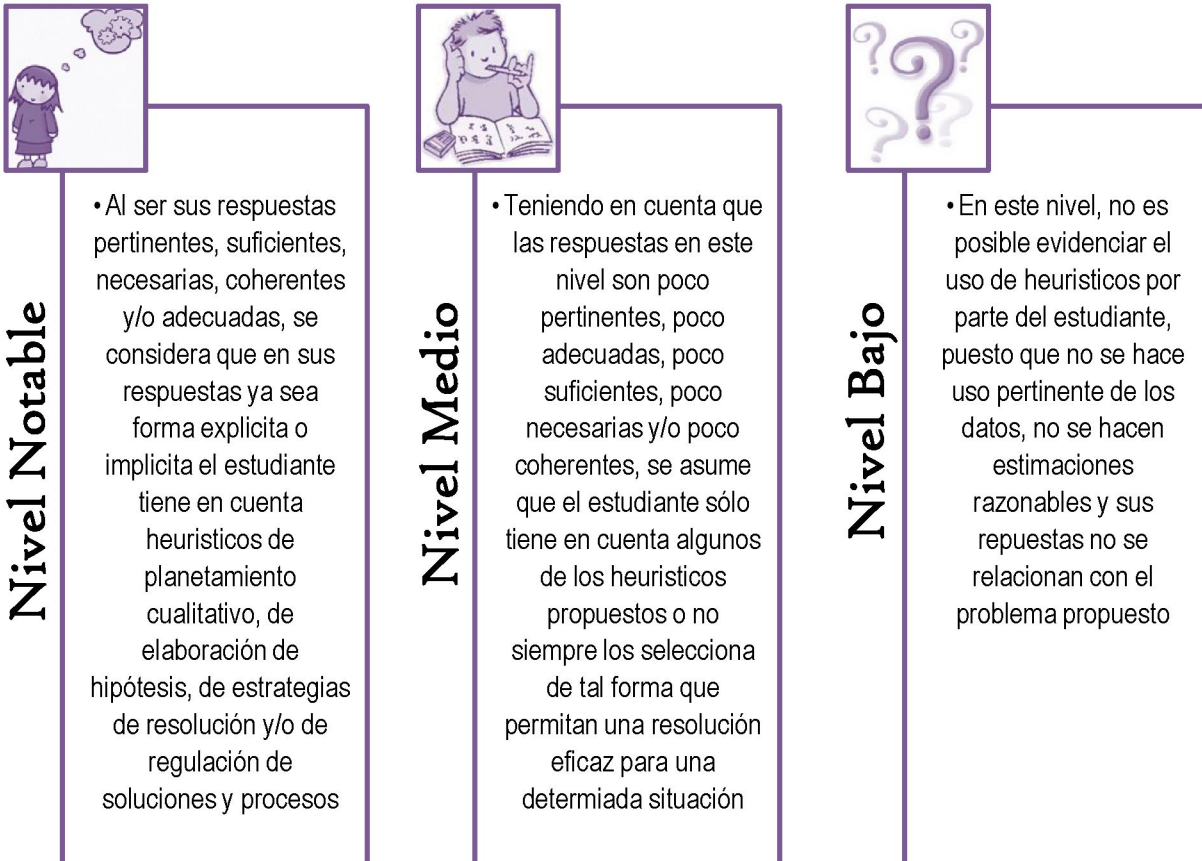 Nivel Notable
• Al ser sus respuestas
pertinentes, suficientes,
necesarias, coherentes
y/o adecuadas, se
considera que en sus
respuestas ya sea
forma explicita o
implicita el estudiante
tiene en cuenta
heuristicos de
planetamiento
cualitativo, de
elaboración de
hipótesis, de estrategias
de resolución y/o de
regulación de
soluciones y procesos
Nivel Medio
• Teniendo en cuenta que
las respuestas en este
nivel son poco
pertinentes, poco
adecuadas, poco
suficientes, poco
necesarias y/o poco
coherentes, se asume
que el estudiante sólo
tiene en cuenta algunos
de los heuristicos
propuestos o no
siempre los selecciona
de tal forma que
permitan una resolución
eficaz para una
determiada situación
Nivel Bajo
• En este nivel, no es
posible evidenciar el
uso de heuristicos por
parte del estudiante,
puesto que no se hace
uso pertinente de los
datos, no se hacen
estimaciones
razonables y sus
repuestas no se
relacionan con el
problema propuesto